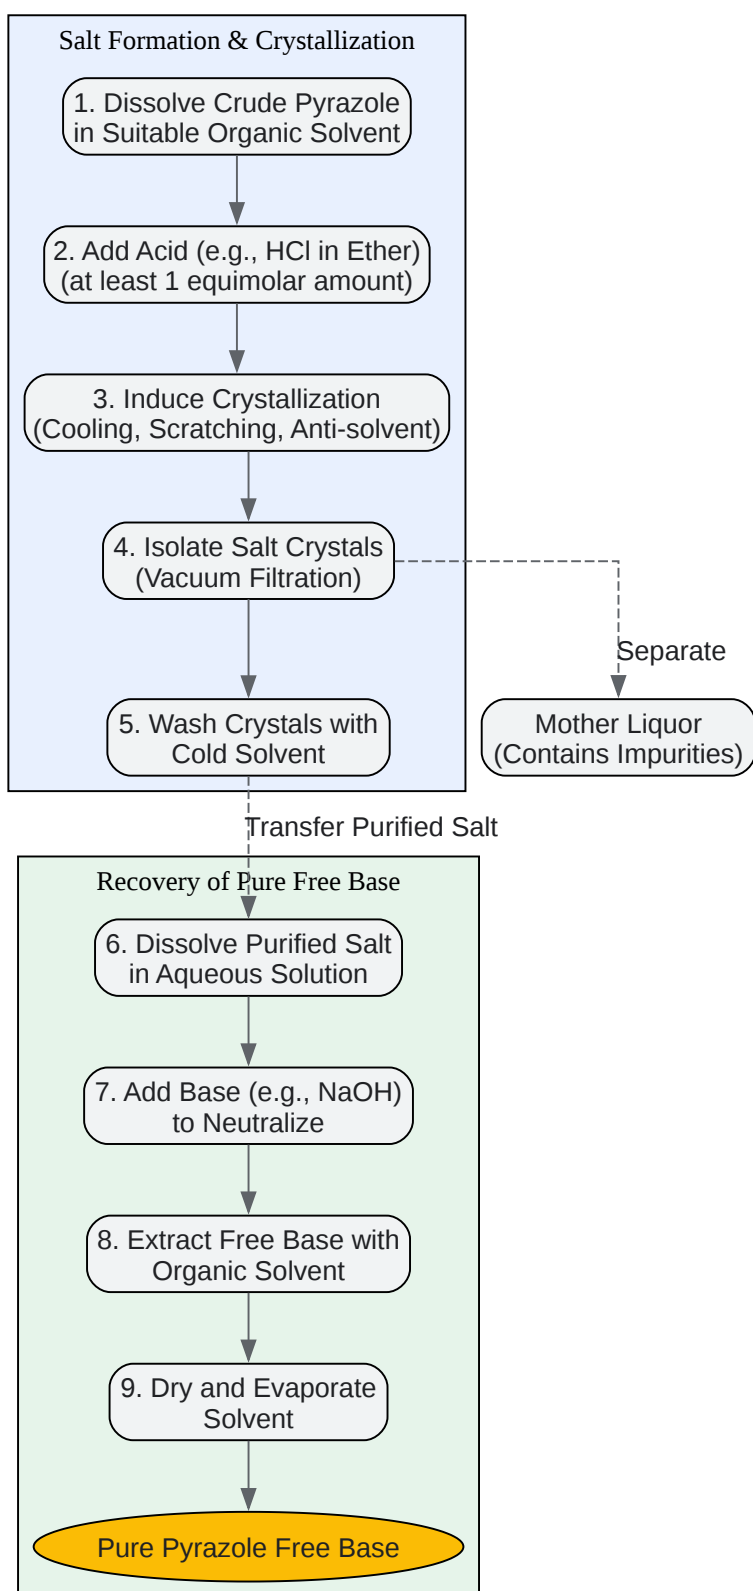 Salt Formation & Crystallization
1. Dissolve Crude Pyrazole
in Suitable Organic Solvent
2. Add Acid (e.g., HCl in Ether)
(at least 1 equimolar amount)
3. Induce Crystallization
(Cooling, Scratching, Anti-solvent)
4. Isolate Salt Crystals
(Vacuum Filtration)
Separate
5. Wash Crystals with
Cold Solvent
Mother Liquor
(Contains Impurities)
Transfer Purified Salt
Recovery of Pure Free Base
6. Dissolve Purified Salt
in Aqueous Solution
7. Add Base (e.g., NaOH)
to Neutralize
8. Extract Free Base with
Organic Solvent
9. Dry and Evaporate
Solvent
Pure Pyrazole Free Base